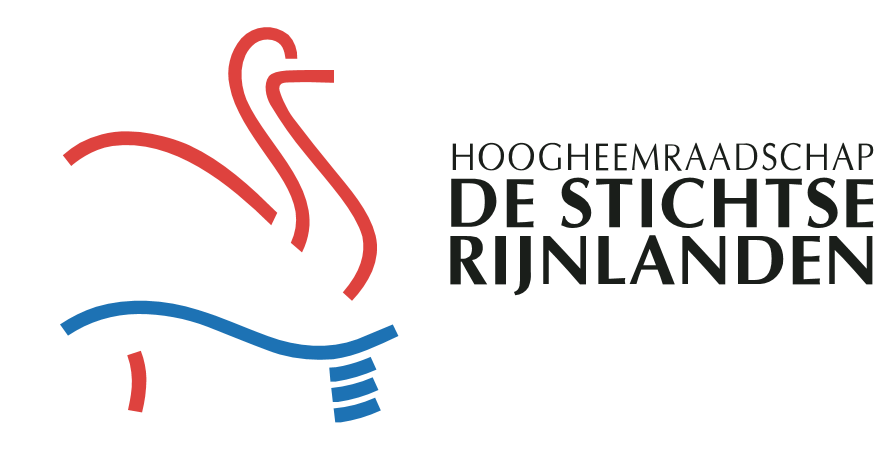 HOOGHEEMRAADSCHAP
DE STICHTSE
RIJNLANDEN